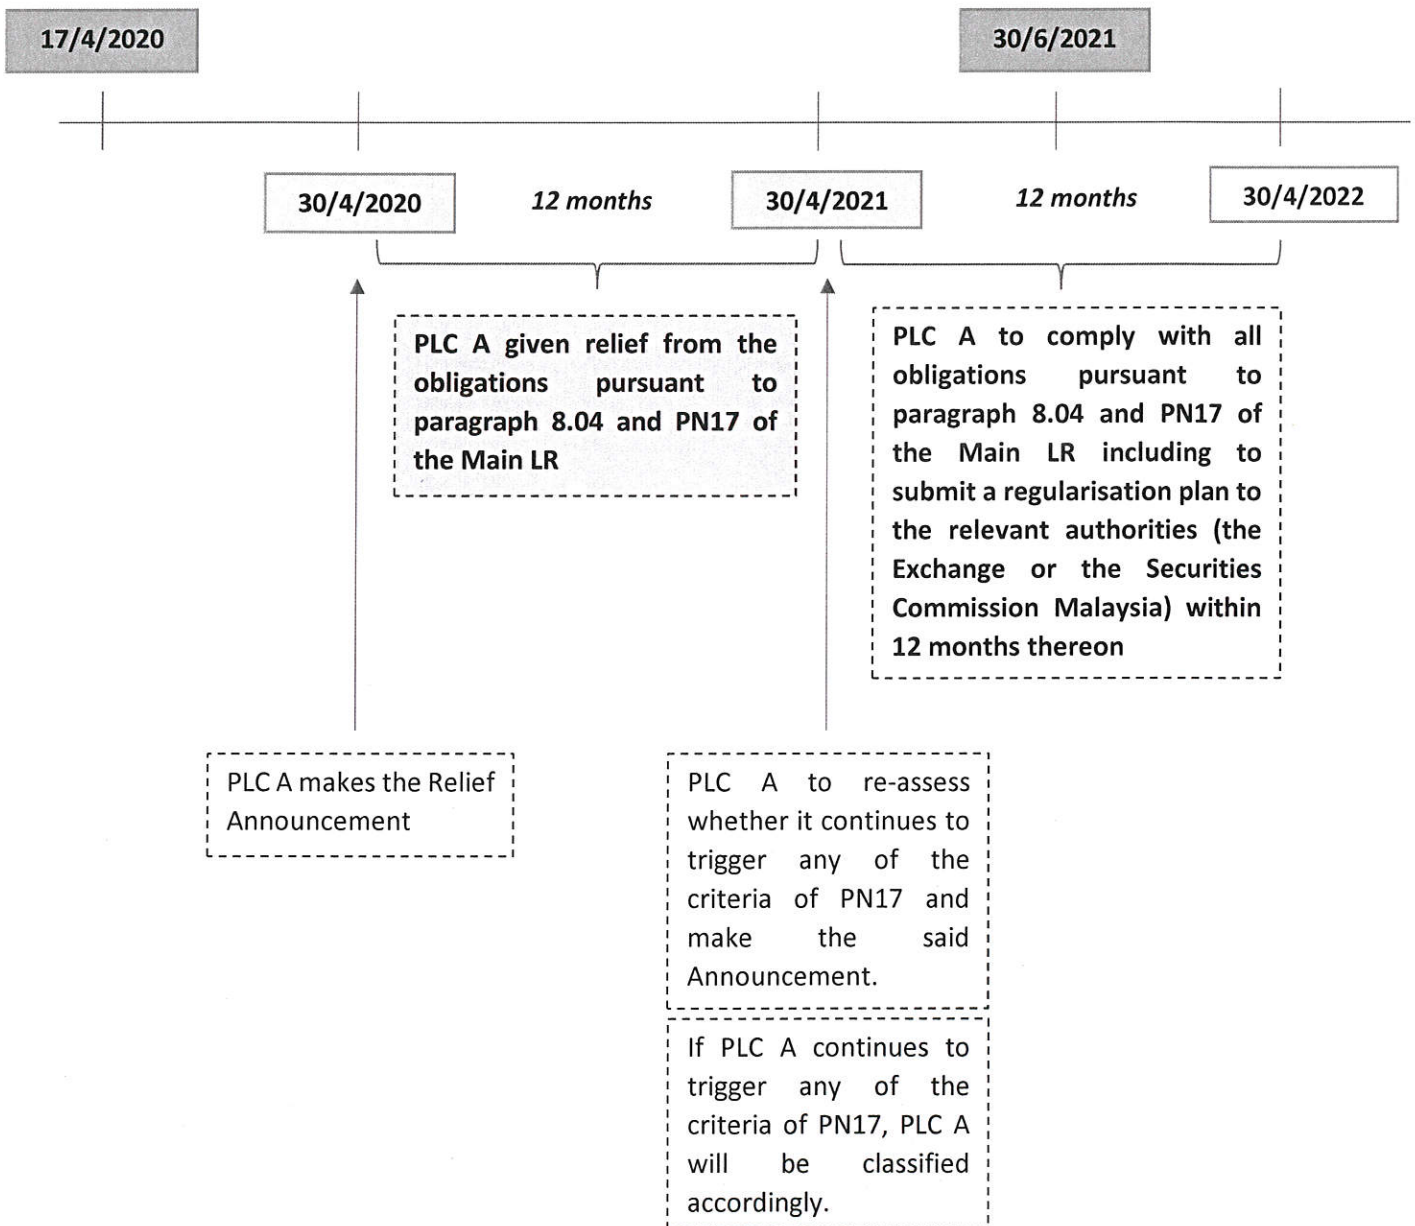 17/4/2020
30/6/2021
30/4/2020
12 months
30/4/2021
12 months
30/4/2022
PLC A given relief from the
obligations pursuant to
paragraph 8.04 and PN17 of
the Main LR
PLC A to comply with all
obligations pursuant to
paragraph 8.04 and PN17 of
the Main LR including to
submit a regularisation plan to
the relevant authorities (the
Exchange or the Securities
Commission Malaysia) within
12 months thereon
PLC A makes the Relief
Announcement
PLC A to re-assess
whether it continues to
trigger any of the
criteria of PN17 and
make the said
Announcement.
If PLC A continues to
trigger any of the
criteria of PN17, PLC A
will be classified
accordingly.